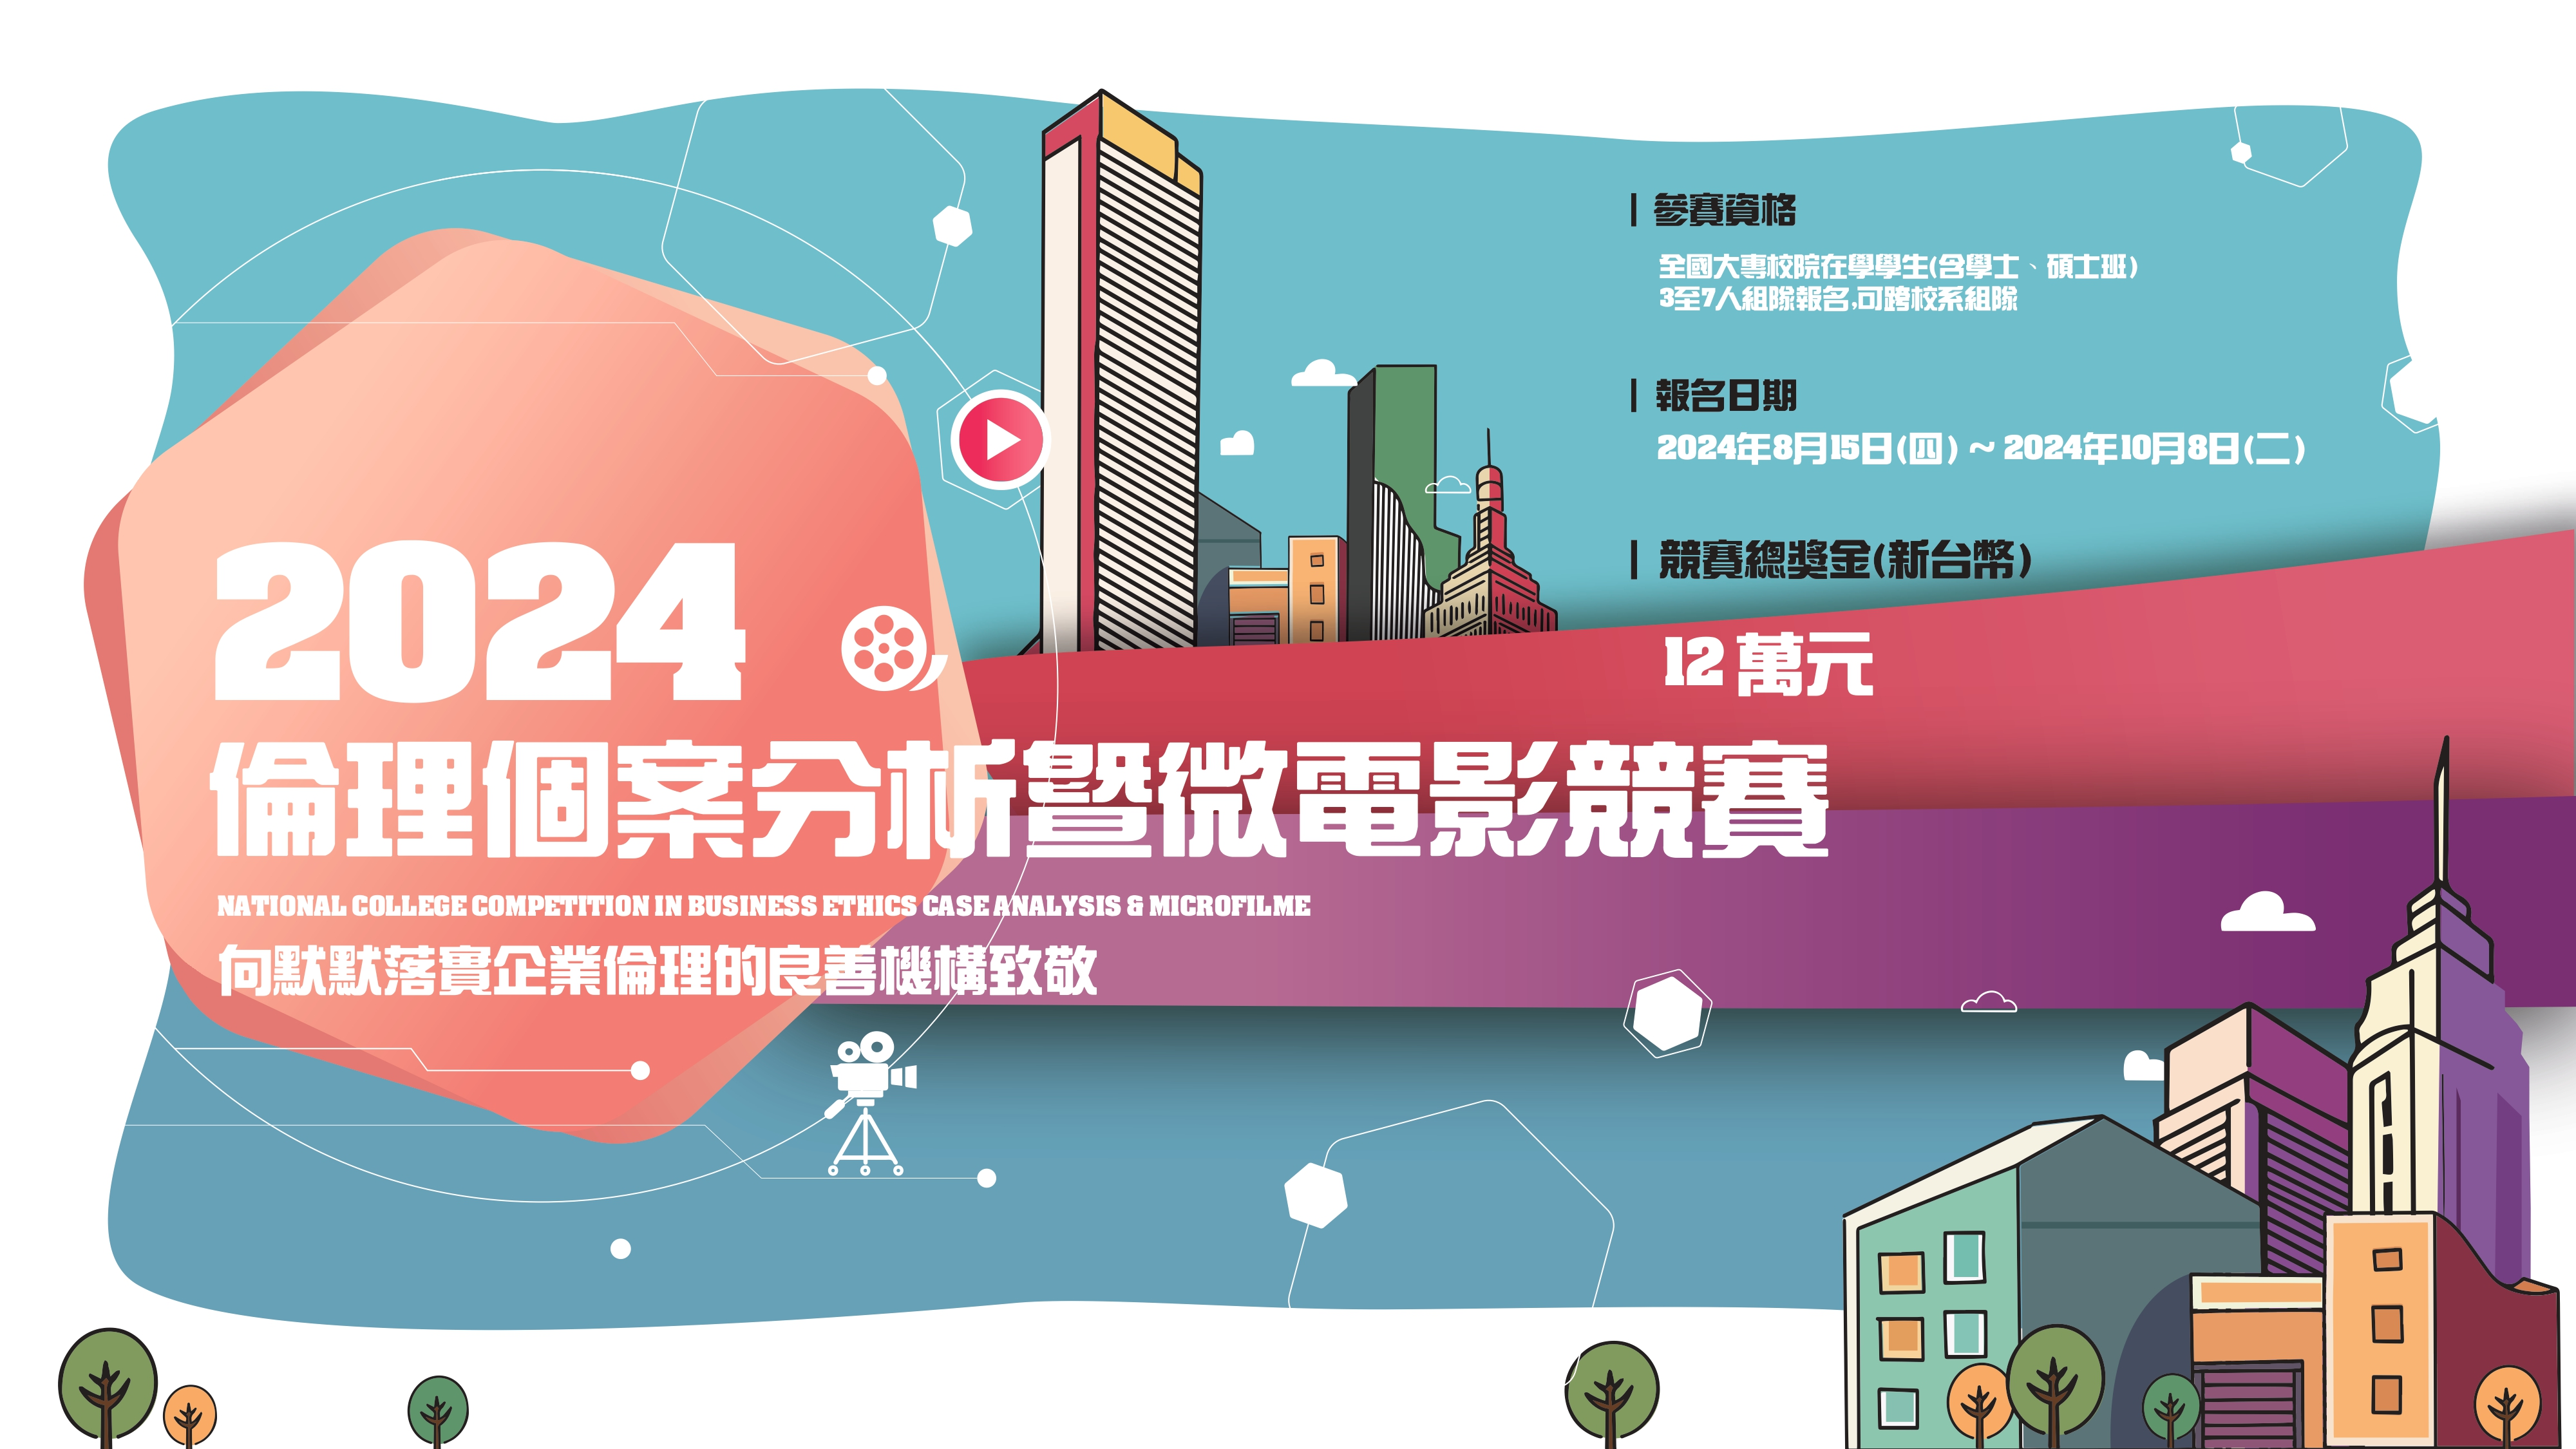 參賽資格
全國大專校院在學學生(含學士、碩士班)
3至7人組隊報名,可跨校系組隊
報名日期
2024年8月15日(四) ~ 2024年10月8日(二)
競賽總獎金(新台幣)
12 萬元
2024
倫理個案分析暨微電影競賽
NATIONAL COLLEGE COMPETITION IN BUSINESS ETHICS CASE ANALYSIS & MICROFILME
向默默落實企業倫理的良善機構致敬